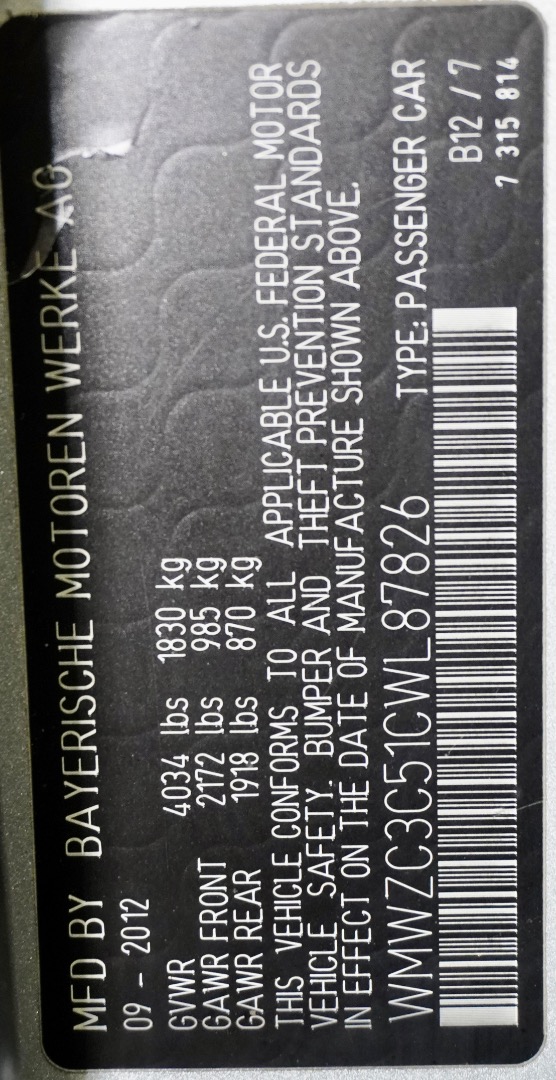 MFD BY BAYERISCHE MOTOREN WERKE AG
09 - 2012
GVWR 4034 lbs 1830 kg
GAWR FRONT 2172 lbs 985 kg
GAWR REAR 1918 lbs 870 kg
THIS VEHICLE CONFORMS TO ALL APPLICABLE U.S. FEDERAL MOTOR
VEHICLE SAFETY. BUMPER AND THEFT PREVENTION STANDARDS
IN EFFECT ON THE DATE OF MANUFACTURE SHOWN ABOVE.
WMWZC3C51CWL87826 TYPE: PASSENGER CAR
B12 / 7
7 315 814